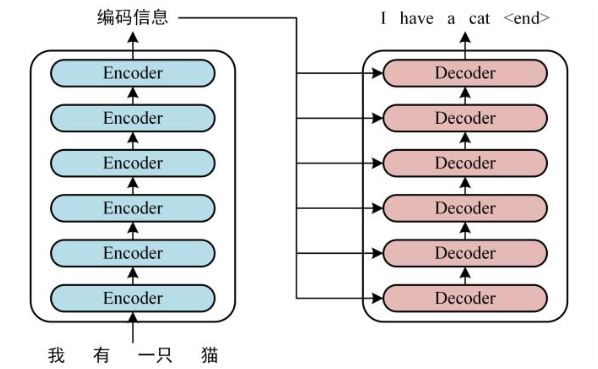 编码信息
Encoder
Encoder
Encoder
Encoder
Encoder
Encoder
我 有 一只 猫
I have a cat <end>
Decoder
Decoder
Decoder
Decoder
Decoder
Decoder